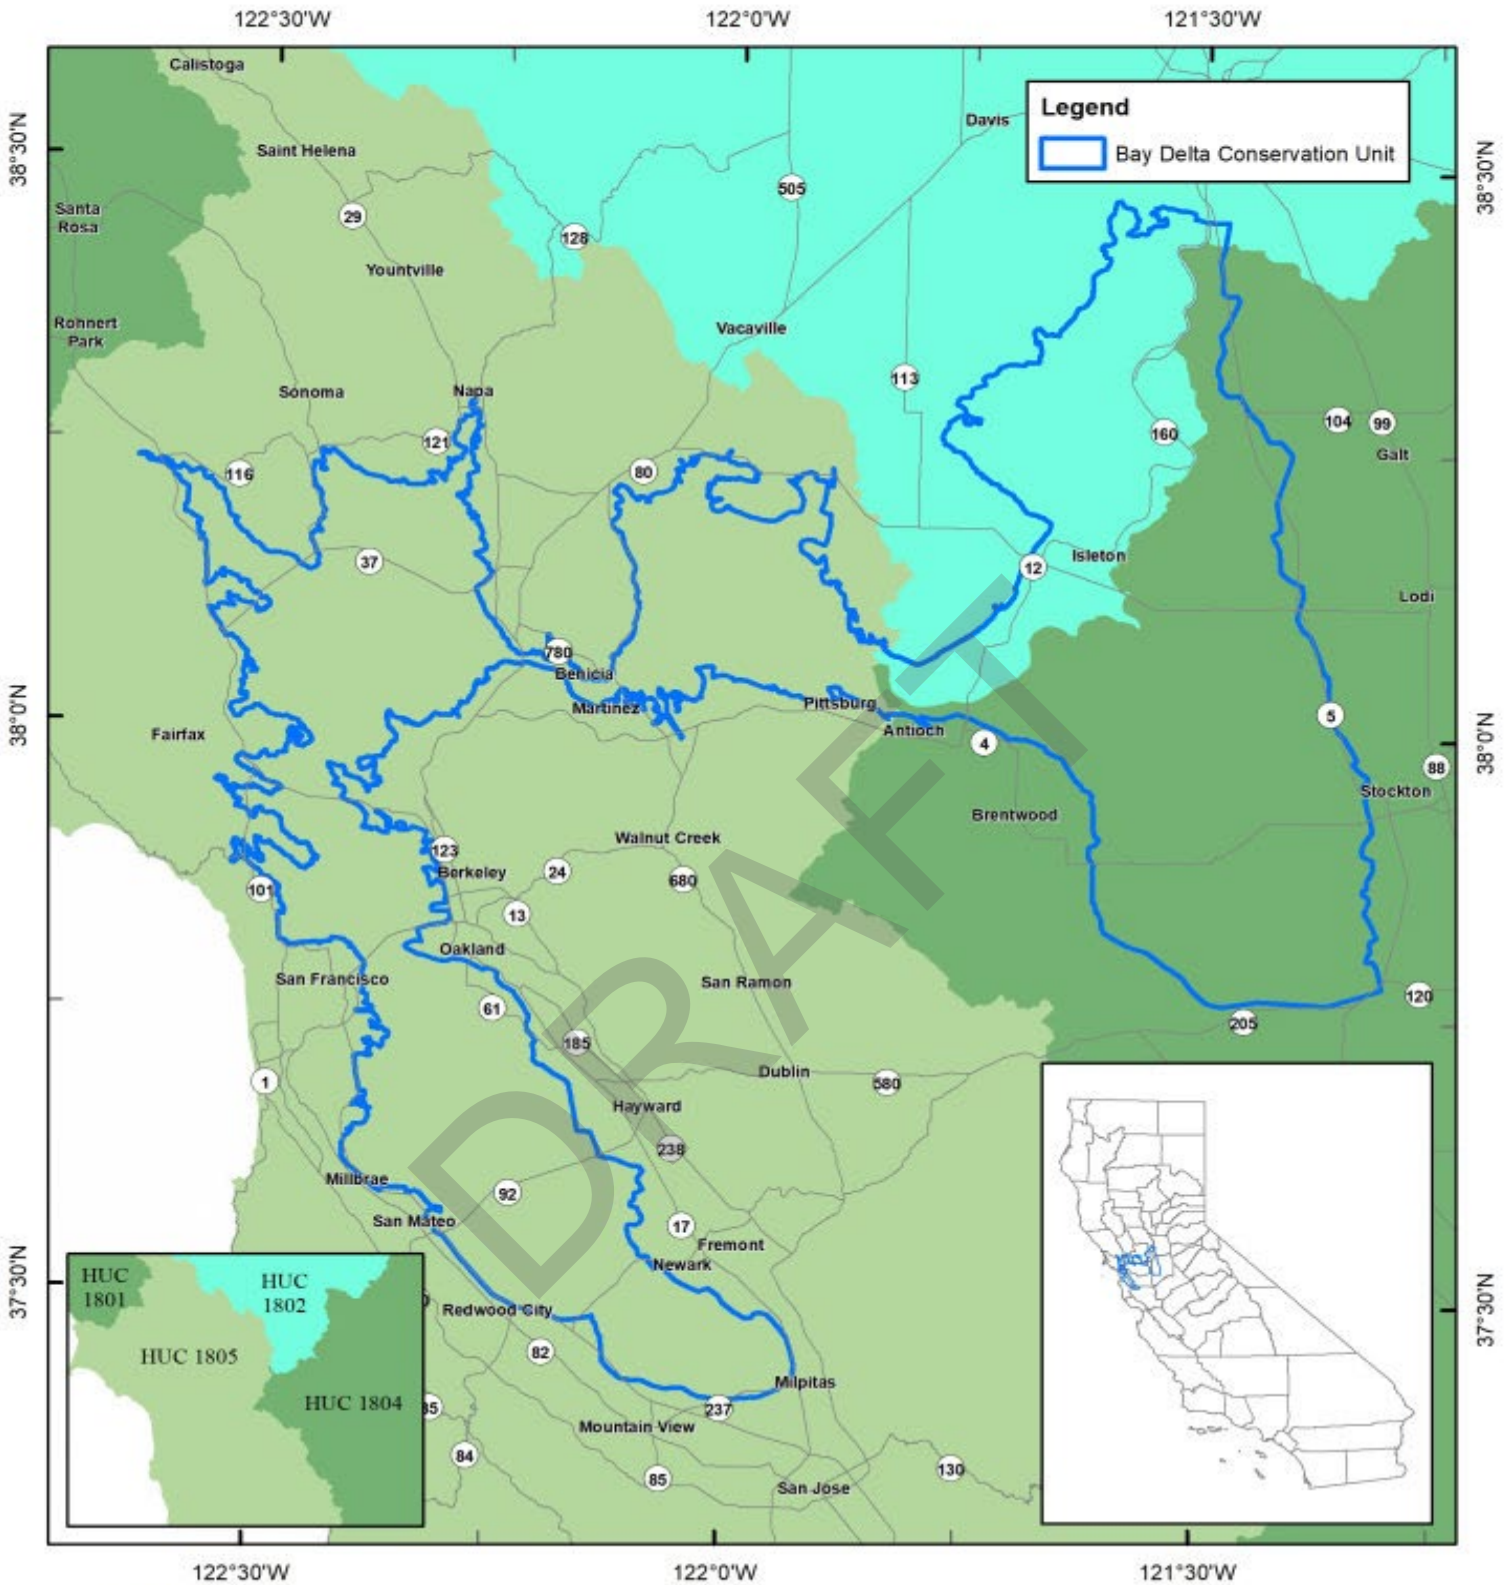 122°30'W
122°0'W
121°30'W
Calistoga
Legend
Bay Delta Conservation Unit
Davis
38°30'N
38°30'N
Saint Helena
505
Santa
Rosa
29
128
Yountville
Rohnert
Park
Vacaville
113
Sonoma
Napa
104
99
121
160
Galt
116
80
37
Isleton
12
Lodi
780
Benicia
Martinez
Pittsburg
5
38°0'N
38°0'N
Fairfax
Antioch
4
88
Stockton
Brentwood
Walnut Creek
123
Berkeley
24
680
101
13
Oakland
San Francisco
San Ramon
120
61
205
185
Dublin
580
1
Hayward
238
DRAFT
Millbrae
92
San Mateo
17
Fremont
Newark
37°30'N
37°30'N
HUC
1801
HUC
1802
HUC 1805
HUC 1804
Redwood City
82
Milpitas
35
237
Mountain View
84
85
130
San Jose
122°30'W
122°0'W
121°30'W